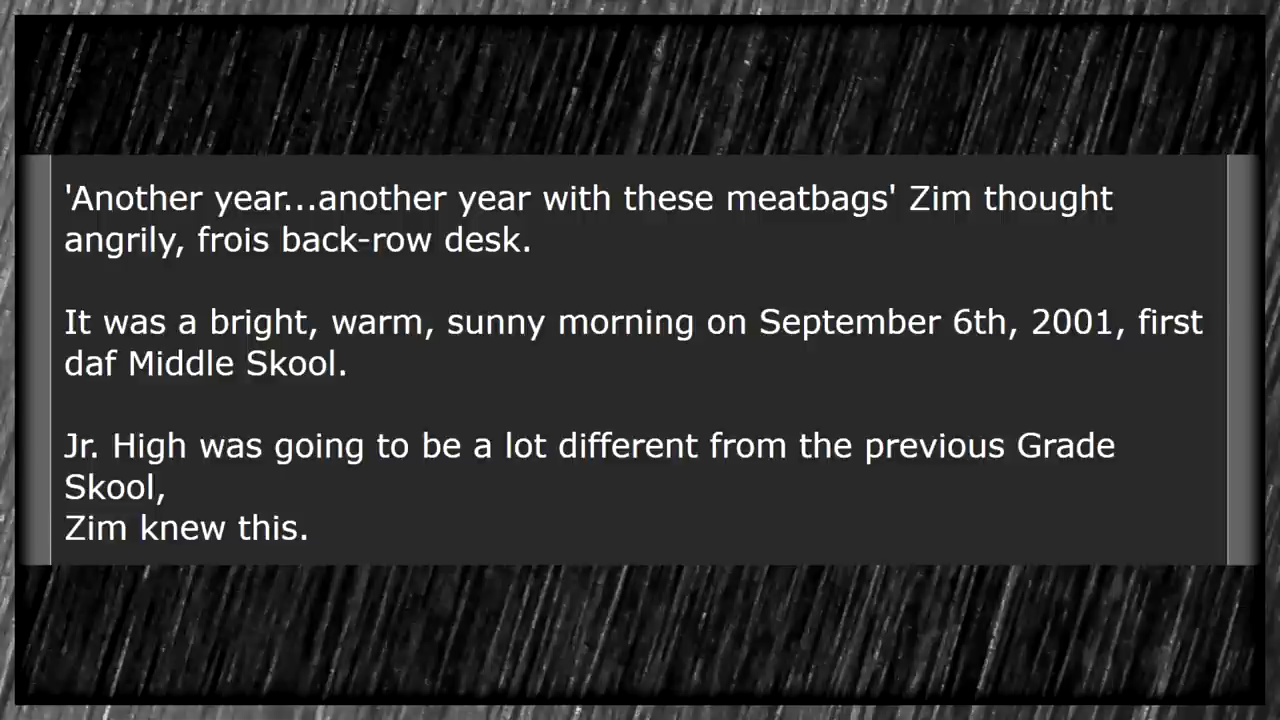 'Another year...another year with these meatbags' Zim thought
angrily, frois back-row desk.
It was a bright, warm, sunny morning on September 6th, 2001, first
daf Middle Skool.
Jr. High was going to be a lot different from the previous Grade
Skool,
Zim knew this.